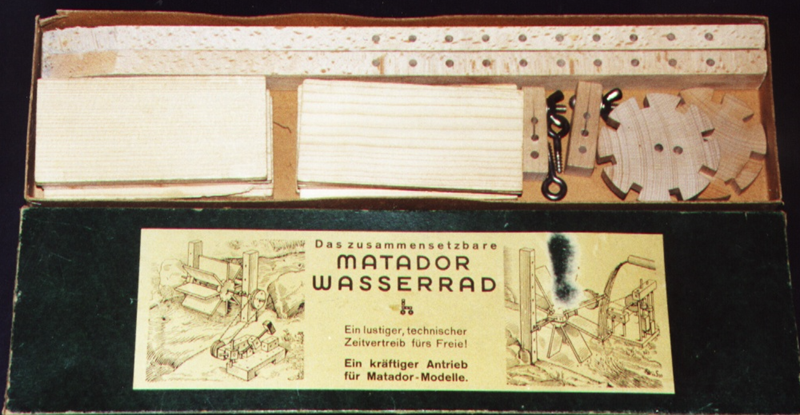 Das zusammensetzbare
MATADOR
WASSERRAD
Ein lustiger, technischer
Zeitvertreib fürs Freie!
Ein kräftiger Antrieb
für Matador-Modelle.